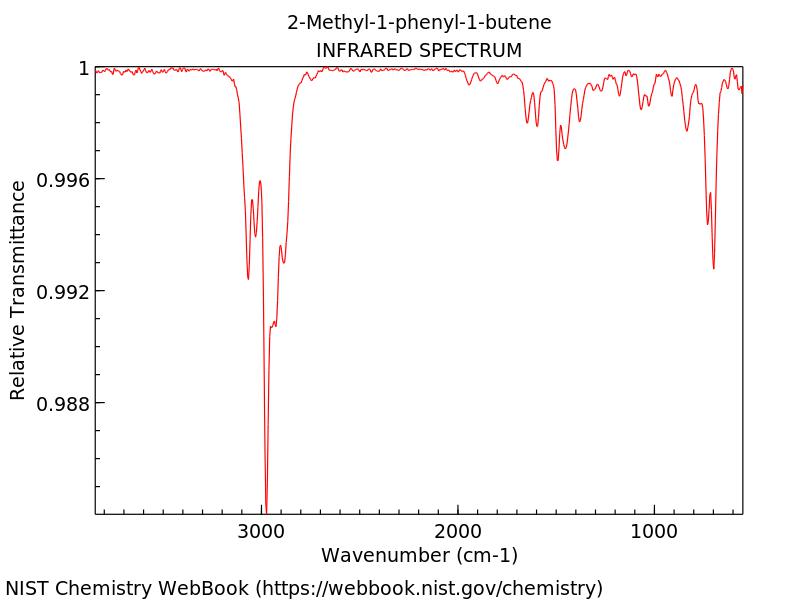 2-Methyl-1-phenyl-1-butene
INFRARED SPECTRUM
1
0.996
0.992
0.988
Relative Transmittance
3000 2000 1000
Wavenumber (cm-1)
NIST Chemistry WebBook (https://webbook.nist.gov/chemistry)